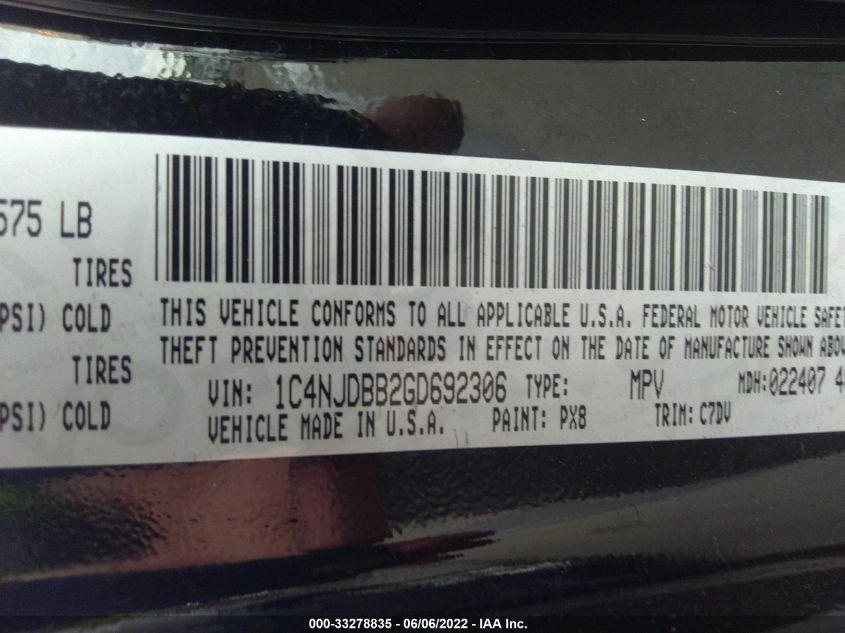 575 LB
TIRES
PSI) COLD
THIS VEHICLE CONFORMS TO ALL APPLICABLE U.S.A. FEDERAL MOTOR VEHICLE SAFET
THEFT PREVENTION STANDARDS IN EFFECT ON THE DATE OF MANUFACTURE SHOWN ABOV
TIRES
VIN: 1C4NJDBB2GD692306 TYPE: MPV MDH:022407 4
PSI) COLD
VEHICLE MADE IN U.S.A. PAINT: PX8 TRIM: C7DV
000-33278835 - 06/06/2022 - IAA Inc.